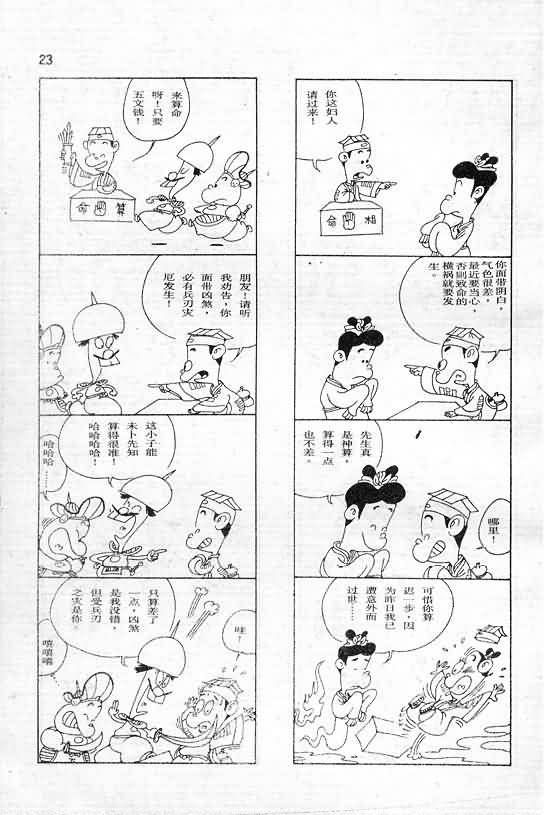 23
你这妇人
请过来！
命相
你面带阴白，
气色很差，
最近要当心，
否则致命的
横祸就要发
生。
先生真
是神算，
算得一点
也不差。
哪里！
可惜你算
迟一步，因
为昨日我已
遭意外而
过世……
来算命
呀！只要
五文钱！
命算
朋友！请听
我劝告，你
面带凶煞，
必有兵刃灾
厄发生！
这小子能
未卜先知
算得很准！
哈哈哈哈！
哈哈哈……
只算差了
一点，凶煞
是我没错，
但受兵刃
之灾是你。
哇！
嘻嘻嘻